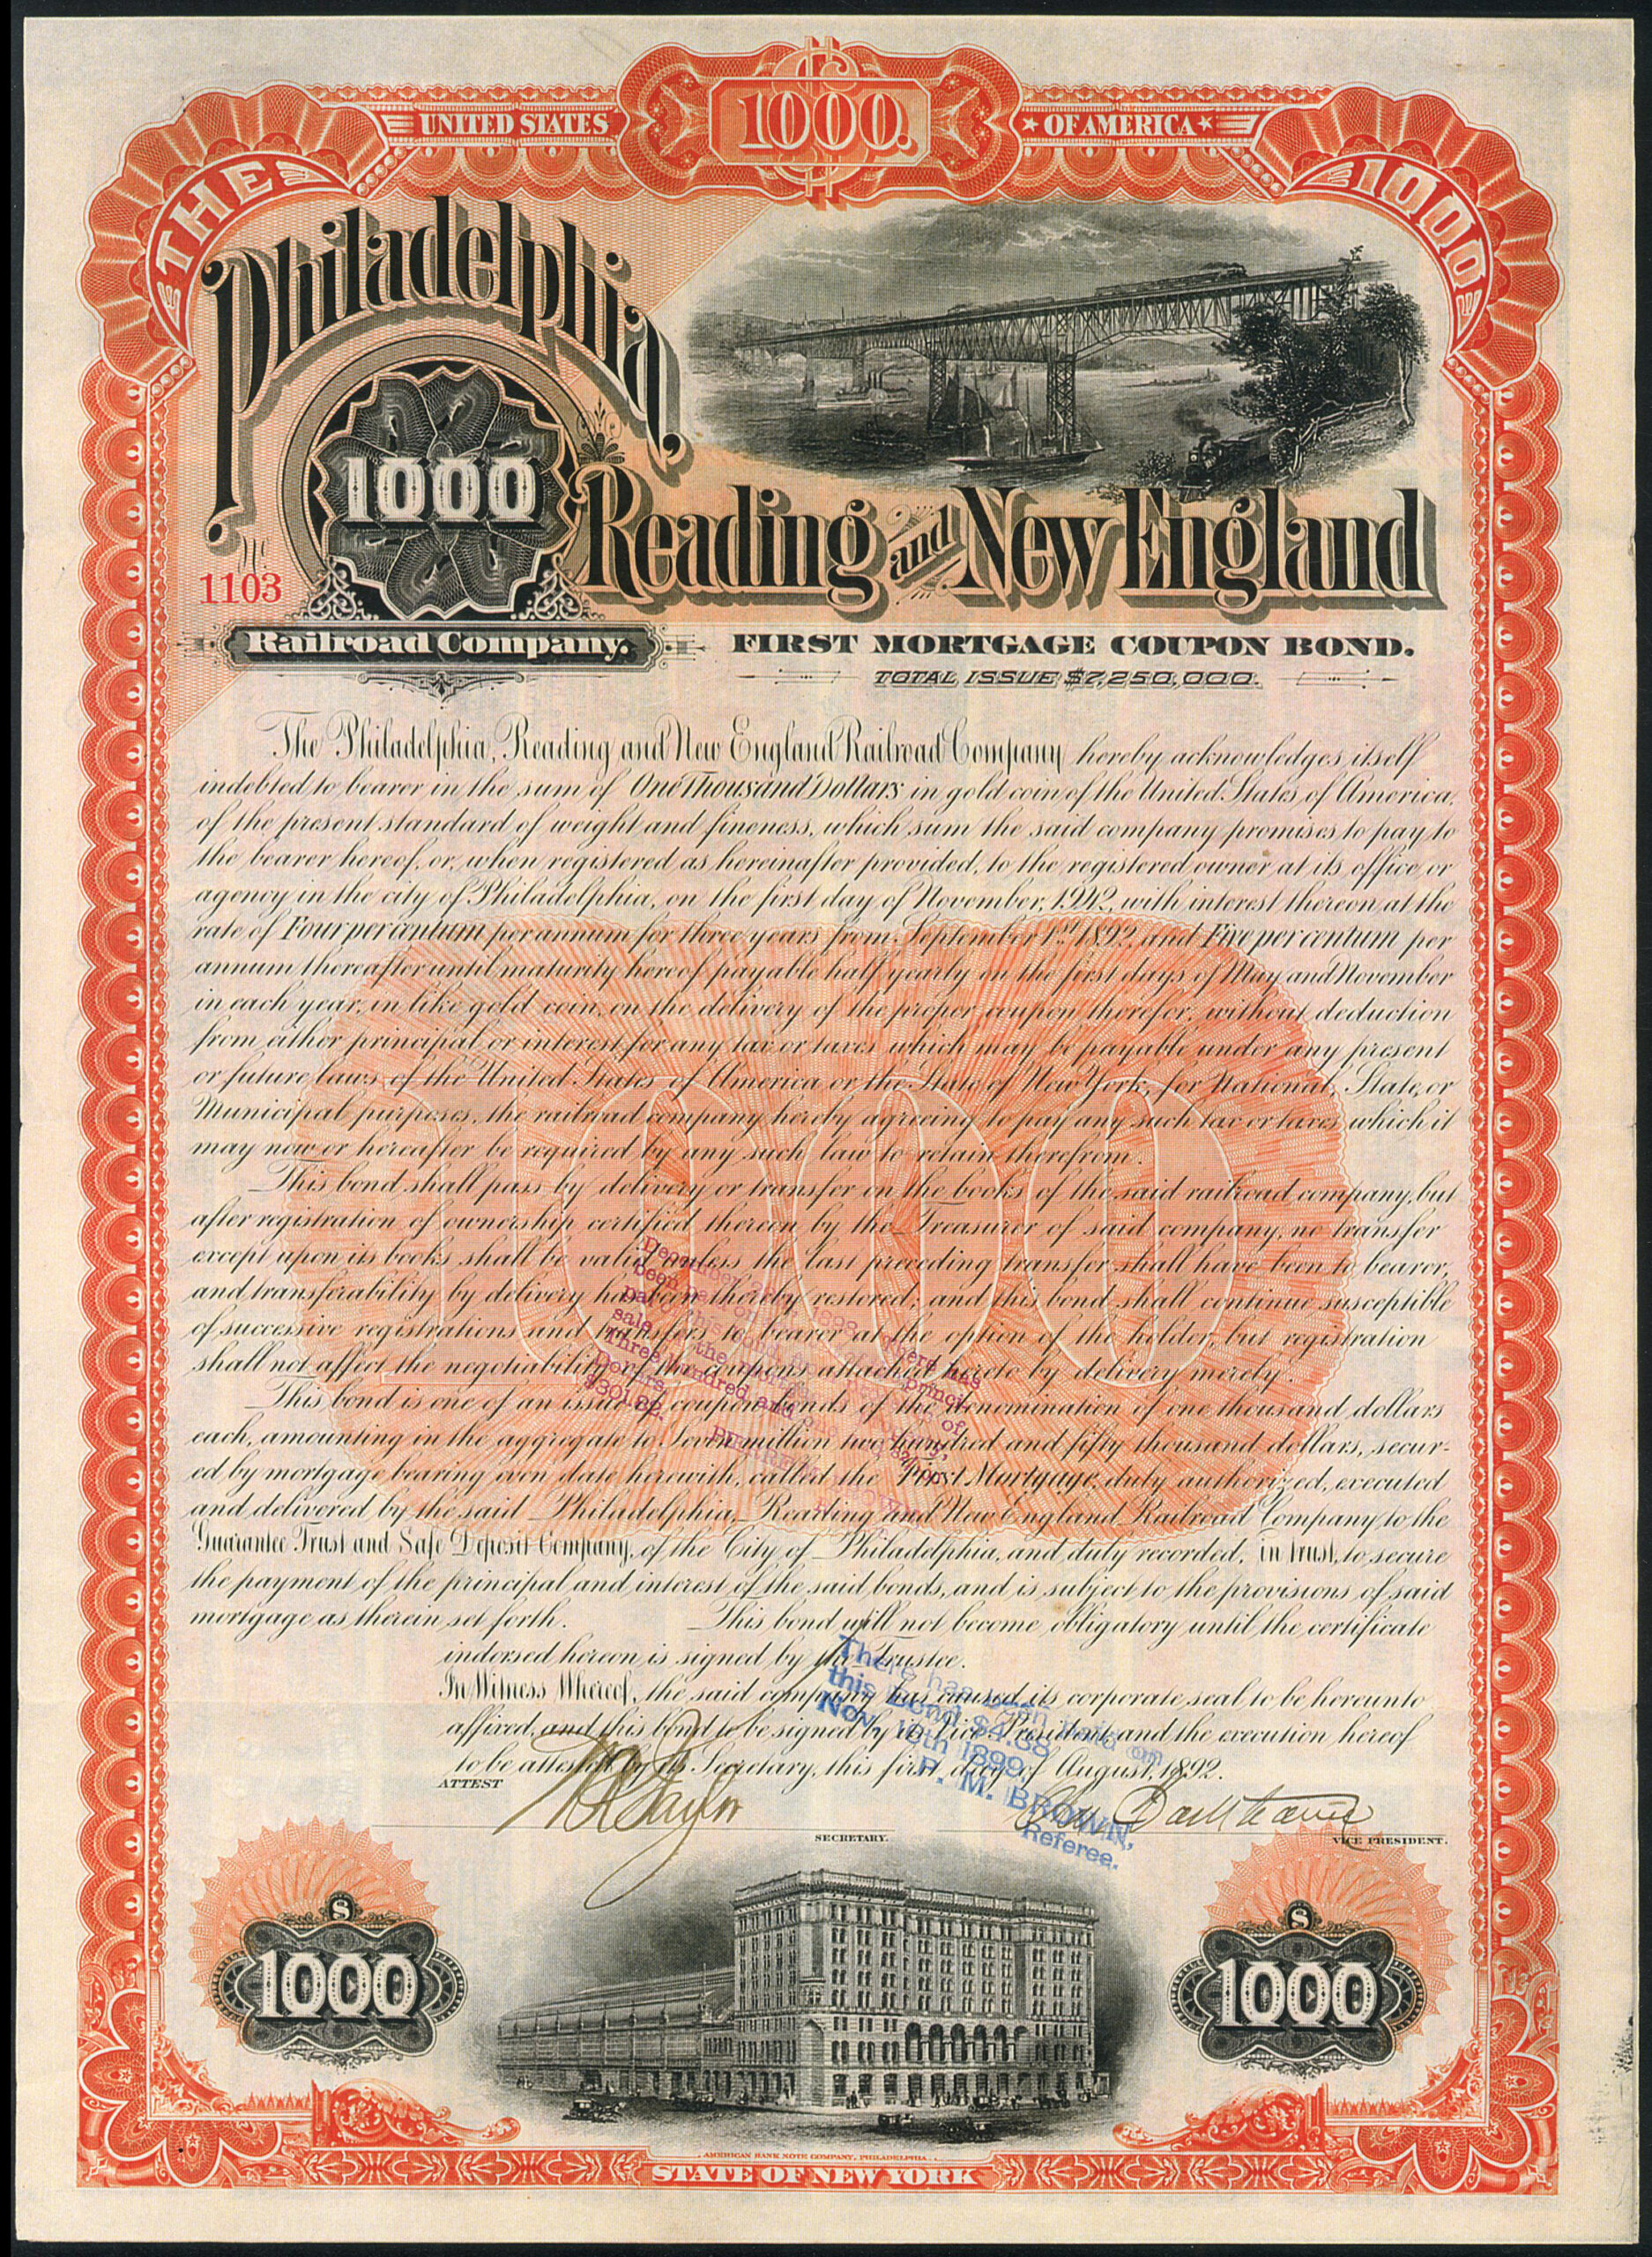 UNITED STATES
1000.
OF AMERICA
THE
1000
Philadelphia,
1000
Reading and New England
№
1103
Railroad Company.
FIRST MORTGAGE COUPON BOND.
TOTAL ISSUE $7,250,000.
The Philadelphia, Reading and New England Railroad Company hereby acknowledges itself
indebted to bearer in the sum of One Thousand Dollars in gold coin of the United States of America,
of the present standard of weight and fineness, which sum the said company promises to pay to
the bearer hereof, or, when registered as hereinafter provided, to the registered owner at its office or
agency in the city of Philadelphia, on the first day of November, 1942, with interest thereon at the
rate of Four per centum per annum for three years from September 1st 1892, and Five per centum per
annum thereafter until maturity hereof payable half yearly on the first days of May and November
in each year, in like gold coin, on the delivery of the proper coupon therefor, without deduction
from either principal or interest for any tax or taxes which may be payable under any present
or future laws of the United States of America or the State of New York, for National, State, or
Municipal purposes, the railroad company hereby agreeing to pay any such tax or taxes which it
may now or hereafter be required by any such law to retain therefrom.
This bond shall pass by delivery or transfer on the books of the said railroad company, but
after registration of ownership certified thereon by the Treasurer of said company, no transfer
except upon its books shall be valid unless the last preceding transfer shall have been to bearer,
and transferability by delivery has been thereby restored; and this bond shall continue susceptible
of successive registrations and transfers to bearer at the option of the holder, but registration
shall not affect the negotiability of the coupons attached hereto by delivery merely.
This bond is one of an issue of coupon bonds of the denomination of one thousand dollars
each, amounting in the aggregate to Seven million two hundred and fifty thousand dollars, secur-
ed by mortgage bearing even date herewith, called the First Mortgage, duly authorized, executed
and delivered by the said Philadelphia, Reading and New England Railroad Company to the
Guarantee Trust and Safe Deposit Company, of the City of Philadelphia, and duly recorded, in trust, to secure
the payment of the principal and interest of the said bonds, and is subject to the provisions of said
mortgage as therein set forth. This bond will not become obligatory until the certificate
indorsed hereon is signed by the Trustee.
In Witness Whereof, the said company has caused its corporate seal to be hereunto
affixed, and this bond to be signed by its Vice President, and the execution hereof
to be attested by its Secretary, this first day of August, 1892.
There has been paid on
this Bond, $4.88
Nov. 10th 1899
P. M. BROWN,
Referee.
ATTEST
SECRETARY.
VICE PRESIDENT.
$
1000
$
1000
AMERICAN BANK NOTE COMPANY, PHILADELPHIA.
STATE OF NEW YORK